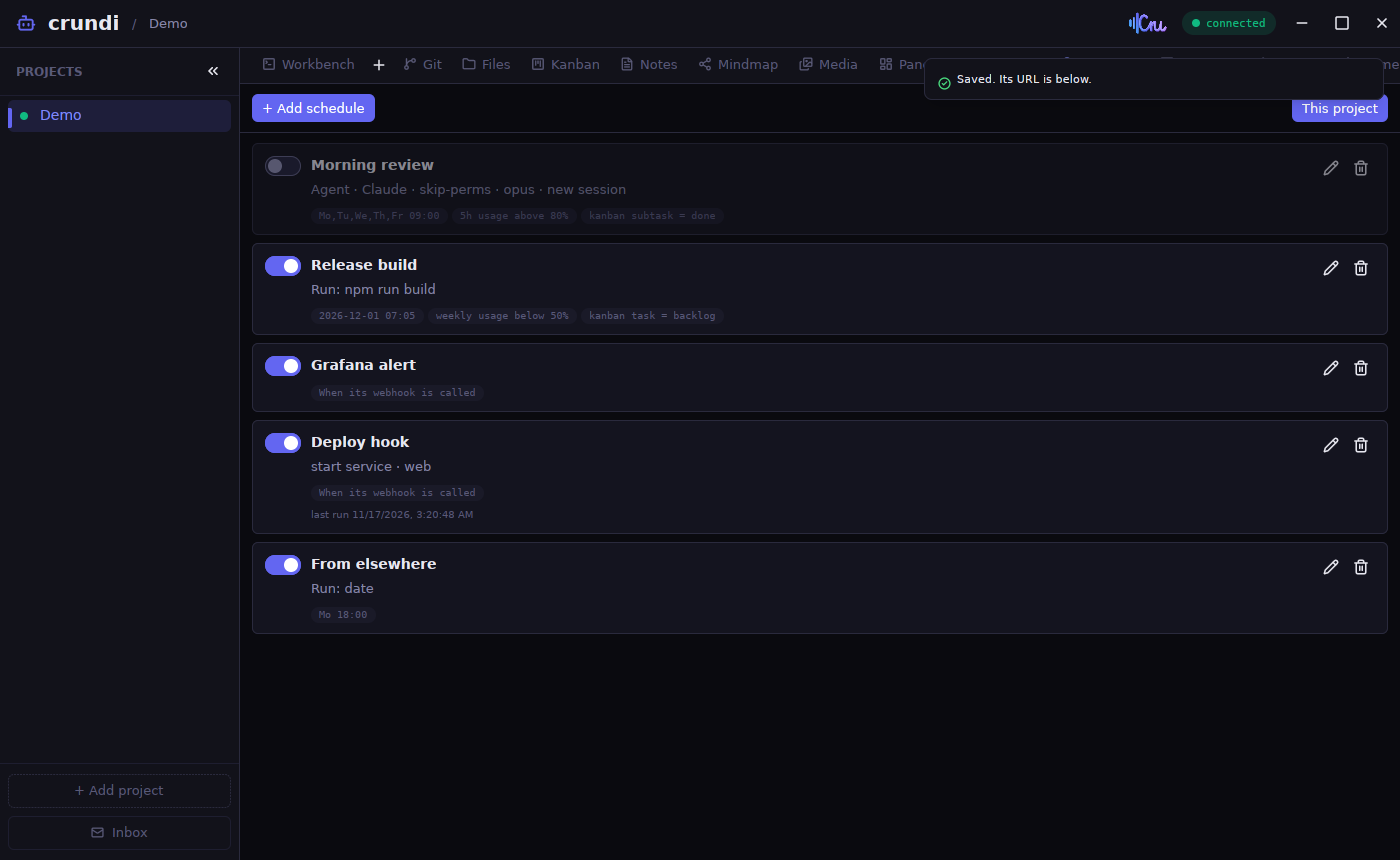 crundi / Demo
Cru
connected
PROJECTS
Workbench
Git
Files
Kanban
Notes
Mindmap
Media
Saved. Its URL is below.
Demo
+ Add schedule
This project
Morning review
Agent · Claude · skip-perms · opus · new session
Mo,Tu,We,Th,Fr 09:00
5h usage above 80%
kanban subtask = done
Release build
Run: npm run build
2026-12-01 07:05
weekly usage below 50%
kanban task = backlog
Grafana alert
When its webhook is called
Deploy hook
start service · web
When its webhook is called
last run 11/17/2026, 3:20:48 AM
From elsewhere
Run: date
Mo 18:00
+ Add project
Inbox